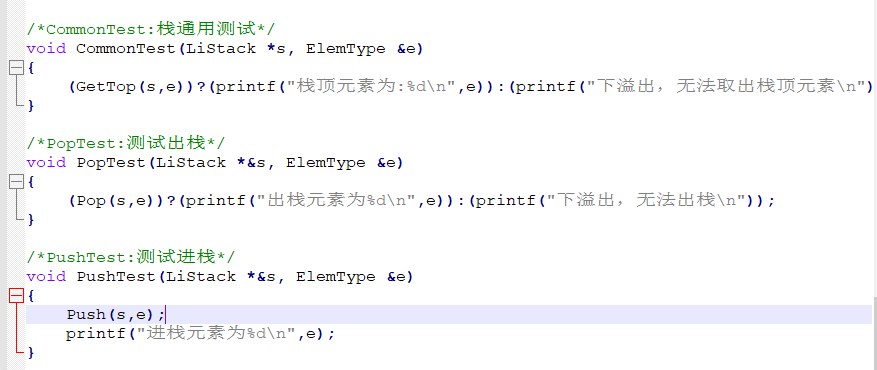 /*CommonTest:栈通用测试*/
void CommonTest(LiStack *s, ElemType &e)
{
(GetTop(s,e))?(printf("栈顶元素为:%d\n",e)):(printf("下溢出，无法取出栈顶元素\n")
}
/*PopTest:测试出栈*/
void PopTest(LiStack *&s, ElemType &e)
{
(Pop(s,e))?(printf("出栈元素为%d\n",e)):(printf("下溢出，无法出栈\n"));
}
/*PushTest:测试进栈*/
void PushTest(LiStack *&s, ElemType &e)
{
Push(s,e);
printf("进栈元素为%d\n",e);
}